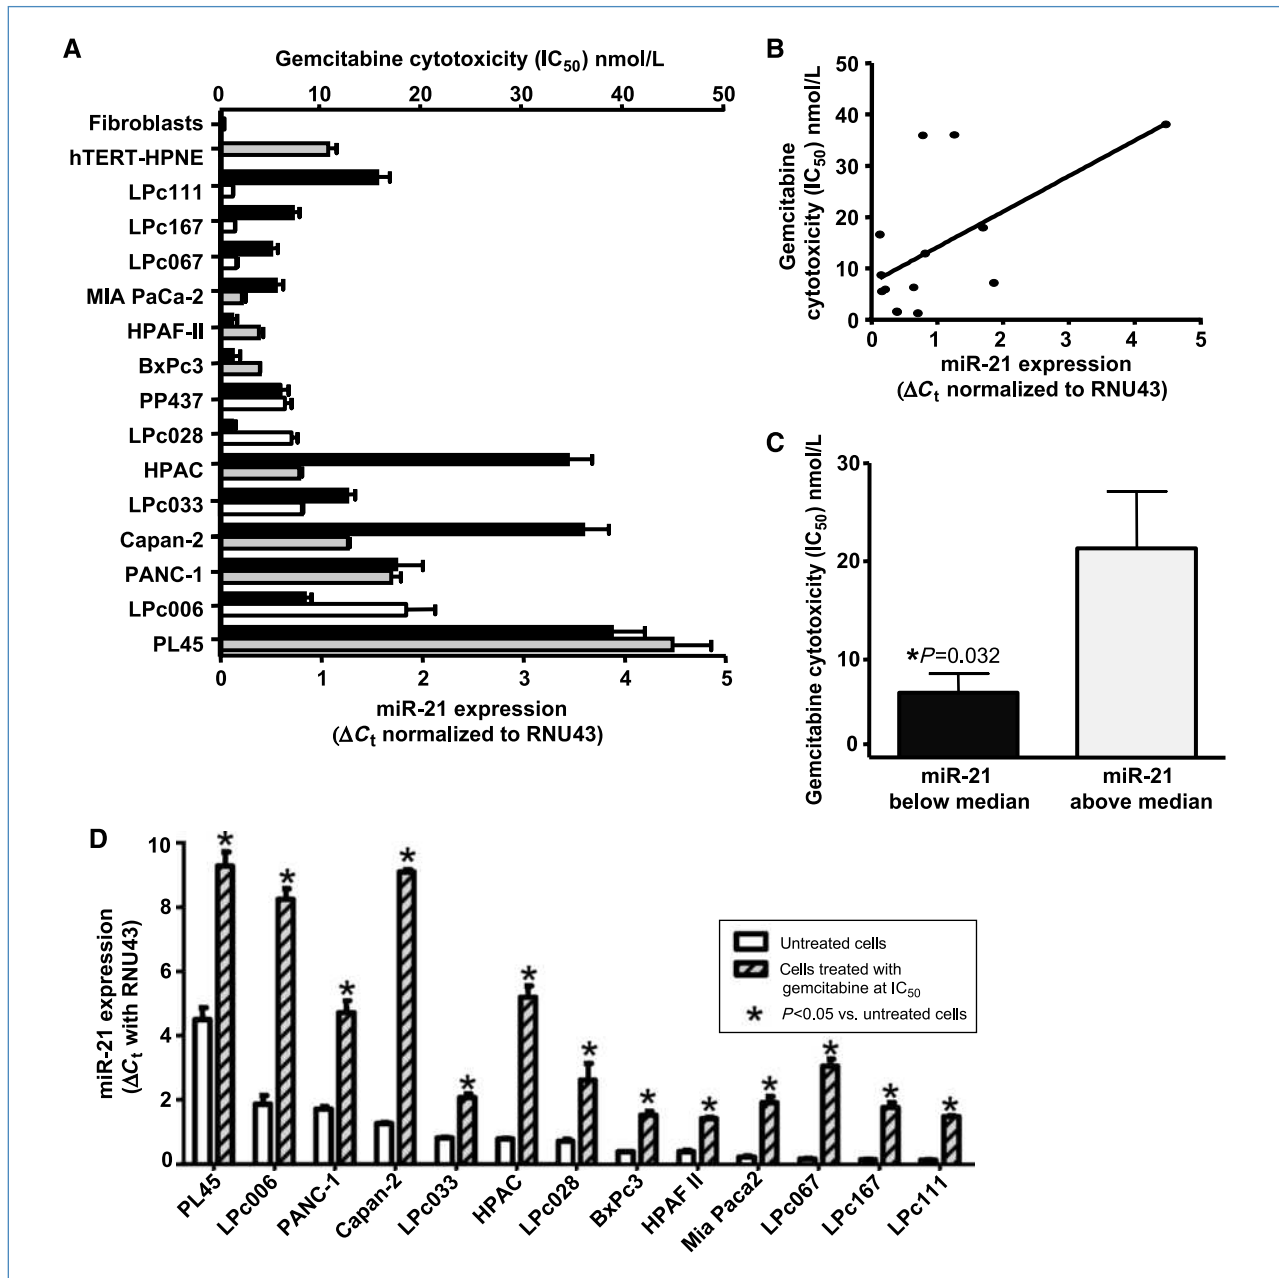 A
Gemcitabine cytotoxicity (IC50) nmol/L
0 10 20 30 40 50
Fibroblasts
hTERT-HPNE
LPc111
LPc167
LPc067
MIA PaCa-2
HPAF-II
BxPc3
PP437
LPc028
HPAC
LPc033
Capan-2
PANC-1
LPc006
PL45
0 1 2 3 4 5
miR-21 expression
(ΔCt normalized to RNU43)
B
Gemcitabine
cytotoxicity (IC50) nmol/L
50
40
30
20
10
0
0 1 2 3 4 5
miR-21 expression
(ΔCt normalized to RNU43)
C
Gemcitabine cytotoxicity (IC50) nmol/L
30
20
10
0
*P=0.032
miR-21
below median
miR-21
above median
D
miR-21 expression
(ΔCt with RNU43)
10
8
6
4
2
0
* * * * * * * * * * * * *
Untreated cells
Cells treated with
gemcitabine at IC50
* P<0.05 vs. untreated cells
PL45 LPc006 PANC-1 Capan-2 LPc033 HPAC LPc028 BxPc3 HPAF II Mia Paca2 LPc067 LPc167 LPc111